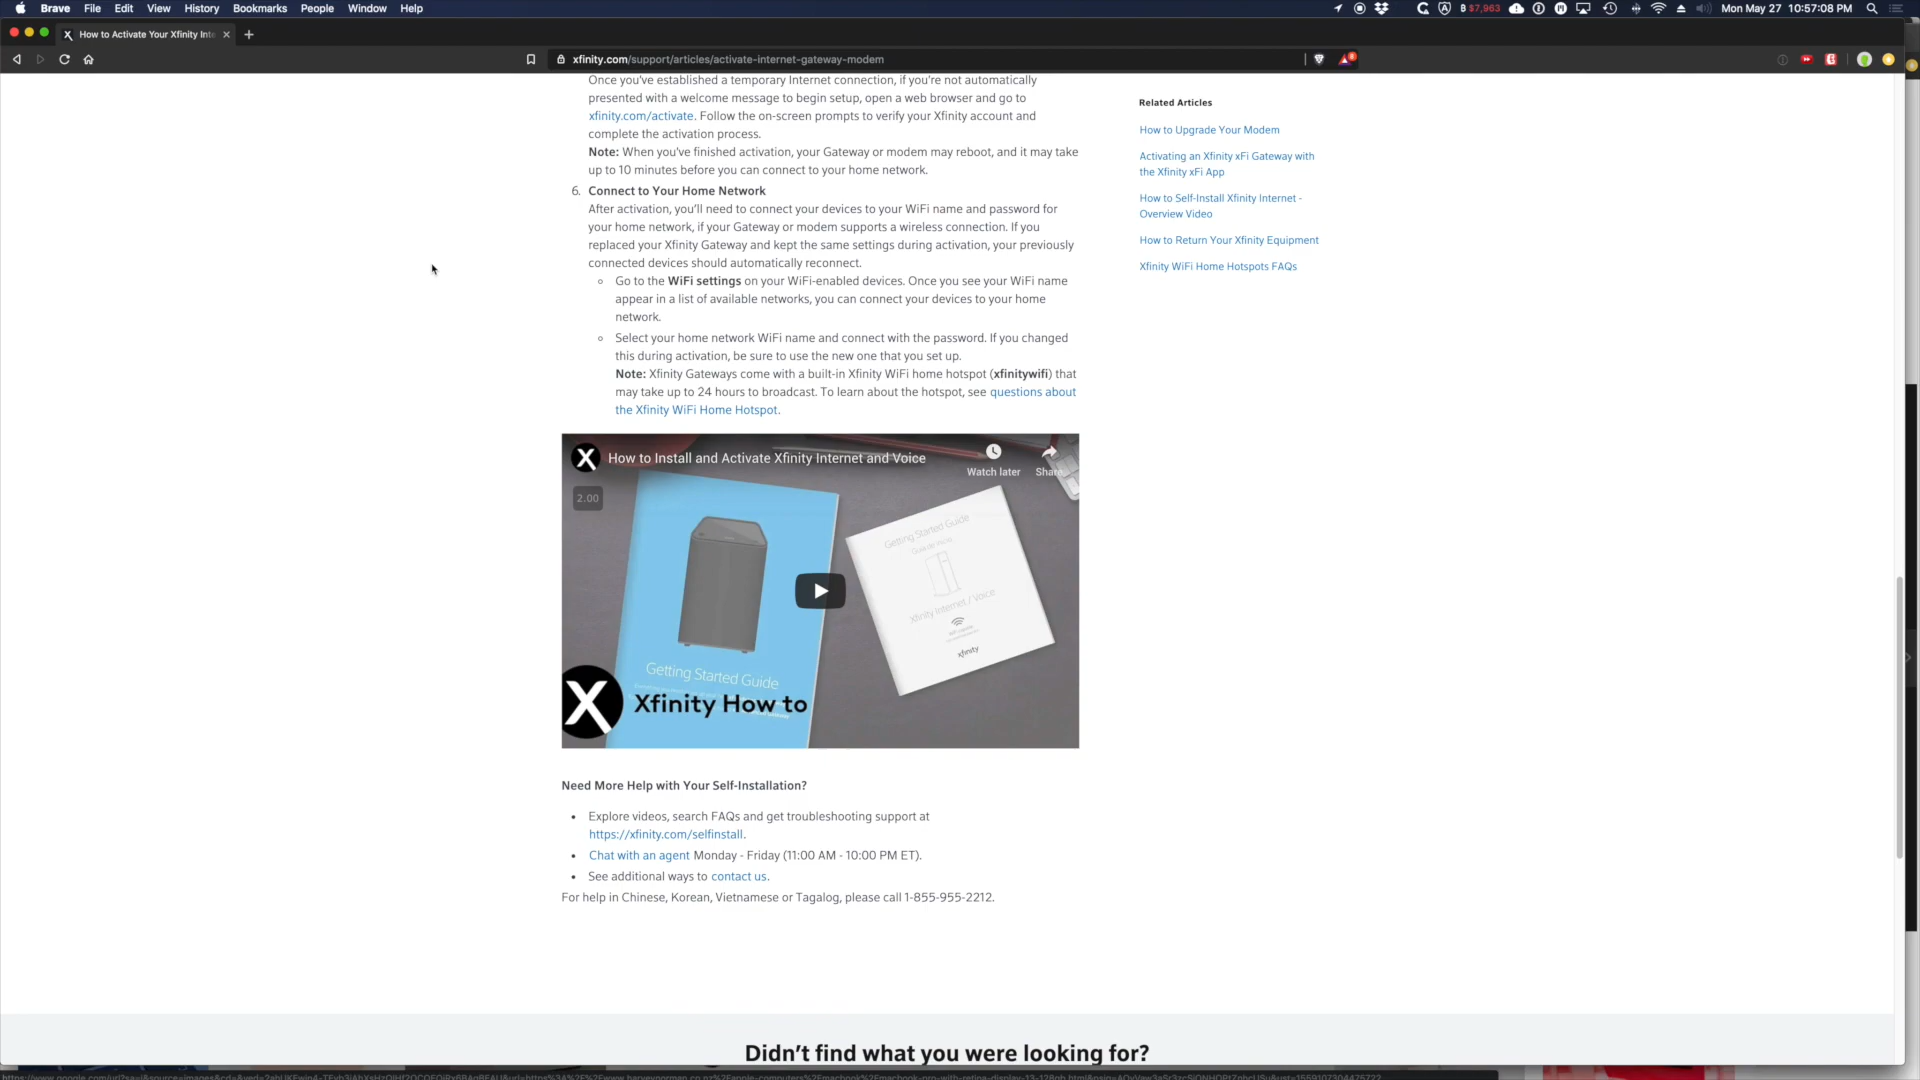 Brave File Edit View History Bookmarks People Window Help
$7,963
Mon May 27 10:57:08 PM
How to Activate Your Xfinity Inte
xfinity.com/support/articles/activate-internet-gateway-modem
Once you've established a temporary Internet connection, if you're not automatically
presented with a welcome message to begin setup, open a web browser and go to
xfinity.com/activate. Follow the on-screen prompts to verify your Xfinity account and
complete the activation process.
Note: When you've finished activation, your Gateway or modem may reboot, and it may take
up to 10 minutes before you can connect to your home network.
6. Connect to Your Home Network
After activation, you'll need to connect your devices to your WiFi name and password for
your home network, if your Gateway or modem supports a wireless connection. If you
replaced your Xfinity Gateway and kept the same settings during activation, your previously
connected devices should automatically reconnect.
Go to the WiFi settings on your WiFi-enabled devices. Once you see your WiFi name
appear in a list of available networks, you can connect your devices to your home
network.
Select your home network WiFi name and connect with the password. If you changed
this during activation, be sure to use the new one that you set up.
Note: Xfinity Gateways come with a built-in Xfinity WiFi home hotspot (xfinitywifi) that
may take up to 24 hours to broadcast. To learn about the hotspot, see questions about
the Xfinity WiFi Home Hotspot.
Related Articles
How to Upgrade Your Modem
Activating an Xfinity xFi Gateway with
the Xfinity xFi App
How to Self-Install Xfinity Internet -
Overview Video
How to Return Your Xfinity Equipment
Xfinity WiFi Home Hotspots FAQs
X How to Install and Activate Xfinity Internet and Voice
Watch later
Share
2.00
Getting Started Guide
Xfinity Internet / Voice
xfinity
Getting Started Guide
X Xfinity How to
Need More Help with Your Self-Installation?
• Explore videos, search FAQs and get troubleshooting support at
https://xfinity.com/selfinstall.
• Chat with an agent Monday - Friday (11:00 AM - 10:00 PM ET).
• See additional ways to contact us.
For help in Chinese, Korean, Vietnamese or Tagalog, please call 1-855-955-2212.
Didn't find what you were looking for?